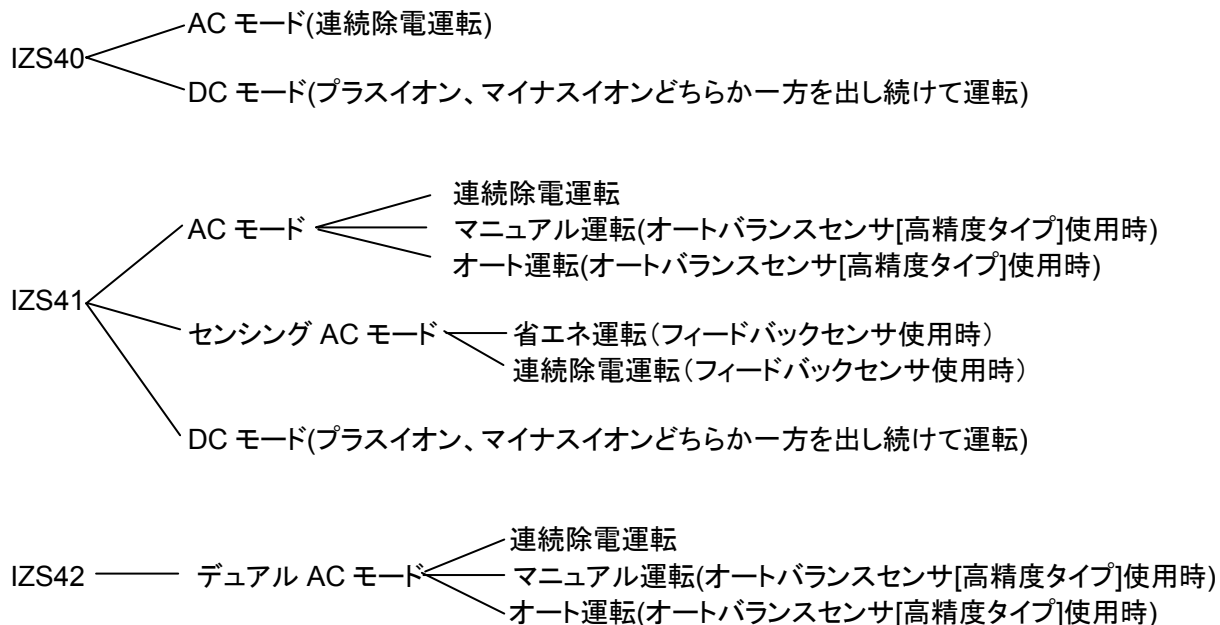 AC モード(連続除電運転)
IZS40
DC モード(プラスイオン、マイナスイオンどちらか一方を出し続けて運転)
連続除電運転
AC モード マニュアル運転(オートバランスセンサ[高精度タイプ]使用時)
オート運転(オートバランスセンサ[高精度タイプ]使用時)
IZS41
センシング AC モード 省エネ運転(フィードバックセンサ使用時)
連続除電運転(フィードバックセンサ使用時)
DC モード(プラスイオン、マイナスイオンどちらか一方を出し続けて運転)
連続除電運転
IZS42 デュアル AC モード マニュアル運転(オートバランスセンサ[高精度タイプ]使用時)
オート運転(オートバランスセンサ[高精度タイプ]使用時)